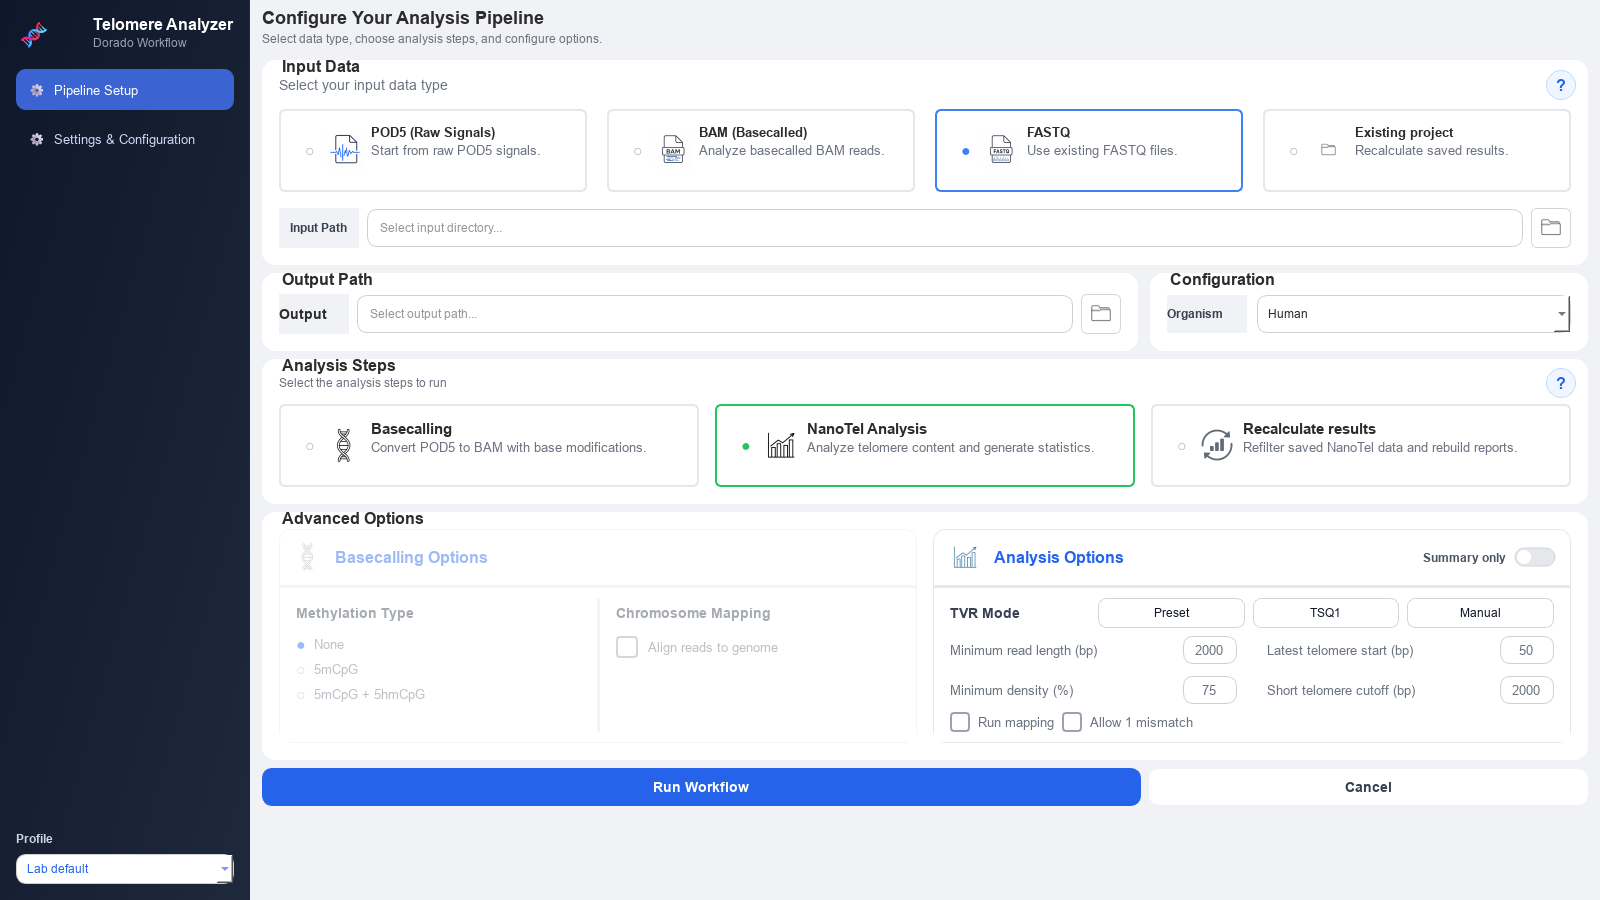 Telomere Analyzer
Dorado Workflow
Pipeline Setup
Settings & Configuration
Profile
Lab default
Configure Your Analysis Pipeline
Select data type, choose analysis steps, and configure options.
Input Data
Select your input data type
?
POD5 (Raw Signals)
Start from raw POD5 signals.
BAM
BAM (Basecalled)
Analyze basecalled BAM reads.
FASTQ
FASTQ
Use existing FASTQ files.
Existing project
Recalculate saved results.
Input Path
Select input directory...
Output Path
Output
Select output path...
Configuration
Organism
Human
Analysis Steps
Select the analysis steps to run
?
Basecalling
Convert POD5 to BAM with base modifications.
NanoTel Analysis
Analyze telomere content and generate statistics.
Recalculate results
Refilter saved NanoTel data and rebuild reports.
Advanced Options
Basecalling Options
Methylation Type
None
5mCpG
5mCpG + 5hmCpG
Chromosome Mapping
Align reads to genome
Analysis Options
Summary only
TVR Mode
Preset
TSQ1
Manual
Minimum read length (bp)
2000
Latest telomere start (bp)
50
Minimum density (%)
75
Short telomere cutoff (bp)
2000
Run mapping
Allow 1 mismatch
Run Workflow
Cancel